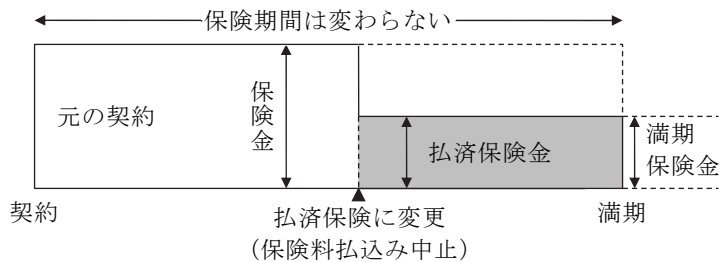 保険期間は変わらない
元の契約
保険金
払済保険金
満期
保険金
契約
払済保険に変更
(保険料払込み中止)
満期